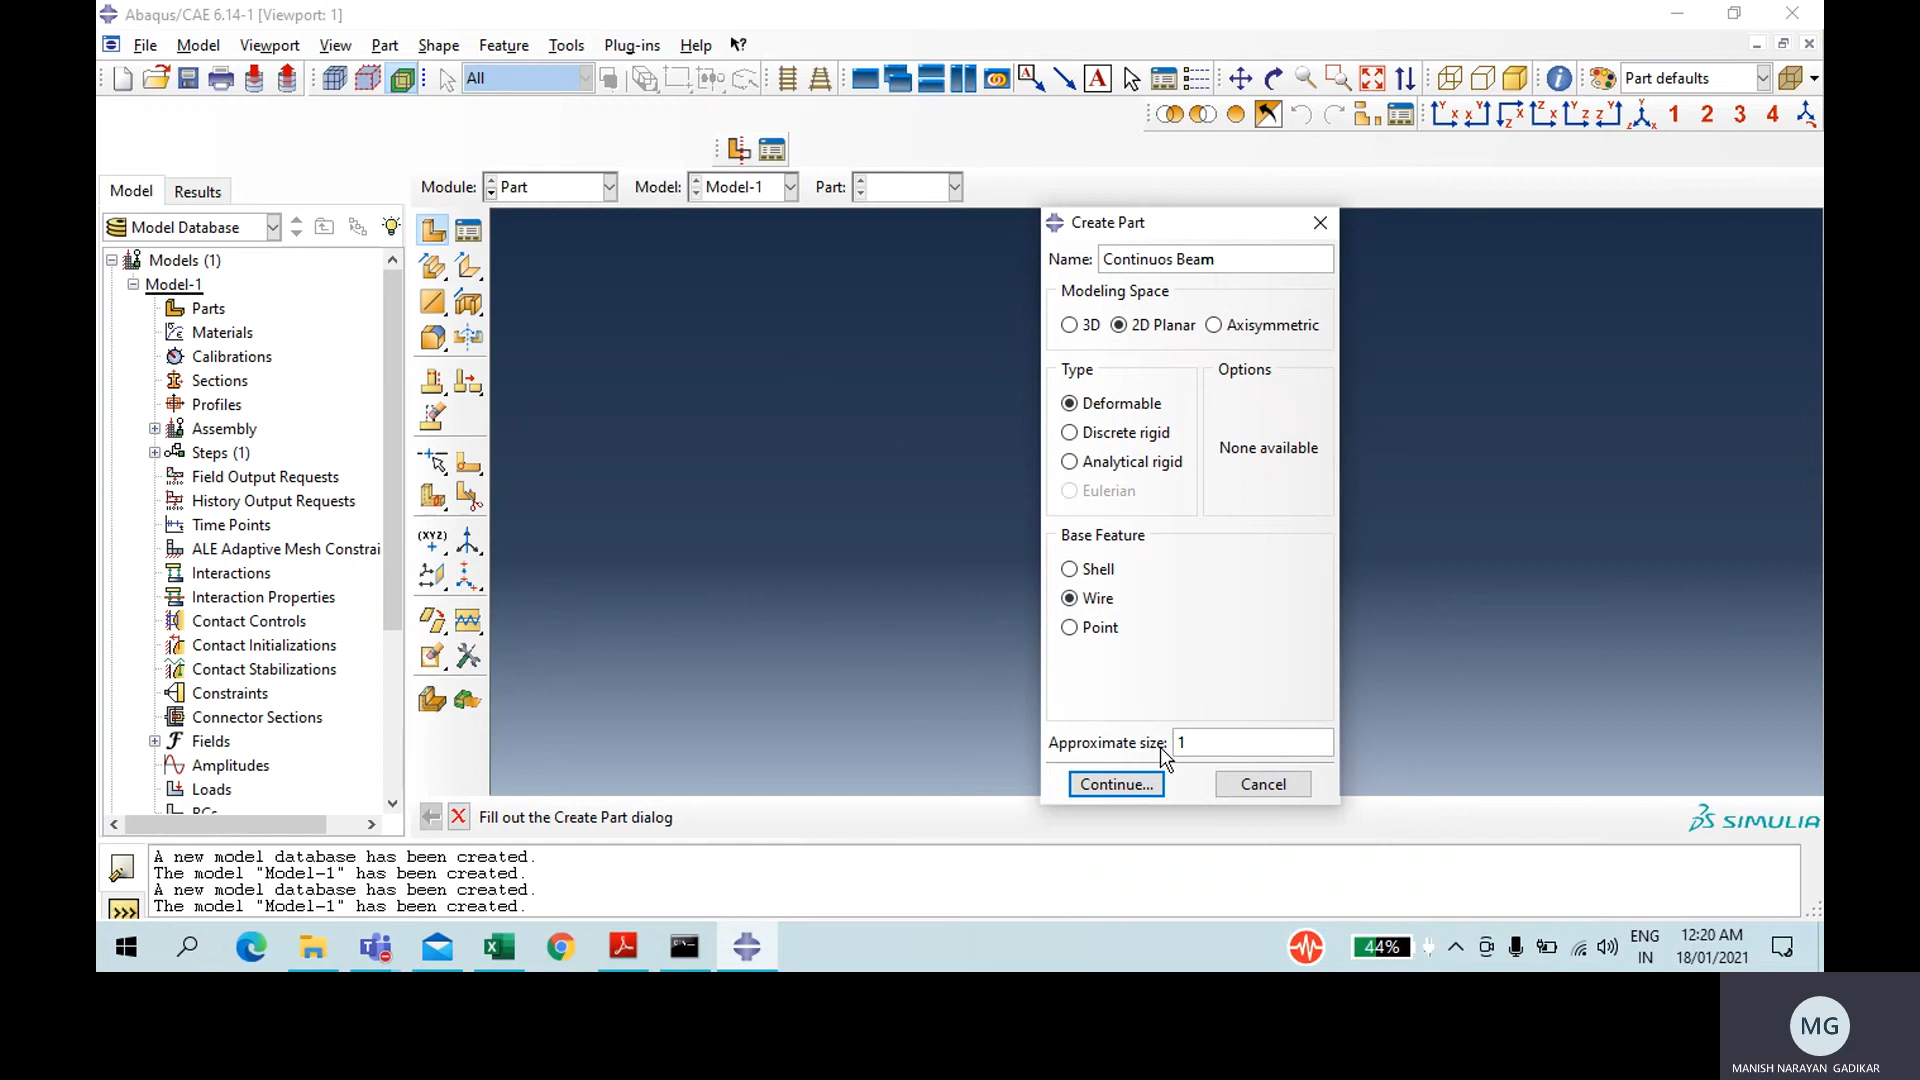 Abaqus/CAE 6.14-1 [Viewport: 1]
File Model Viewport View Part Shape Feature Tools Plug-ins Help
All
A
A
Part defaults
1 2 3 4
Model Results
Module: Part Model: Model-1 Part:
Model Database
Models (1)
Model-1
Parts
Materials
Calibrations
Sections
Profiles
Assembly
Steps (1)
Field Output Requests
History Output Requests
Time Points
ALE Adaptive Mesh Constrai
Interactions
Interaction Properties
Contact Controls
Contact Initializations
Contact Stabilizations
Constraints
Connector Sections
Fields
Amplitudes
Loads
(XYZ)
Create Part
Name: Continuos Beam
Modeling Space
3D 2D Planar Axisymmetric
Type Options
Deformable
Discrete rigid
Analytical rigid
Eulerian
None available
Base Feature
Shell
Wire
Point
Approximate size: 1
Continue... Cancel
Fill out the Create Part dialog
SIMULIA
A new model database has been created.
The model "Model-1" has been created.
A new model database has been created.
The model "Model-1" has been created.
>>>
44%
ENG
IN
12:20 AM
18/01/2021
MG
MANISH NARAYAN GADIKAR